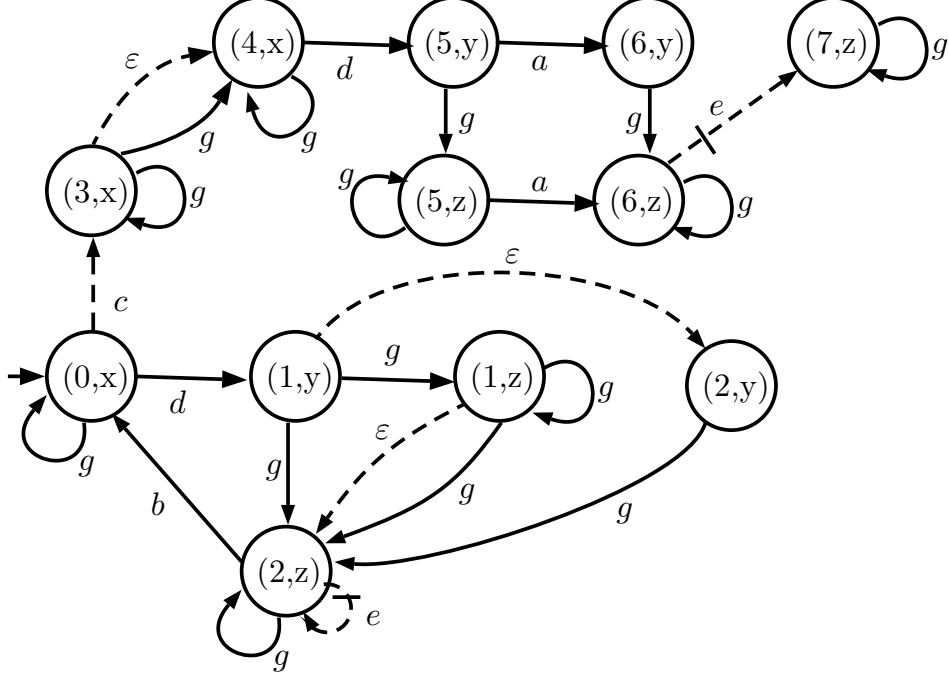 (4,x) (5,y) (6,y) (7,z)
ε d a g
g g g g e
(3,x) g
g (5,z) a (6,z) g
ε
c
(0,x) d (1,y) g (1,z) g (2,y)
ε
g g g g
b
(2,z)
e
g